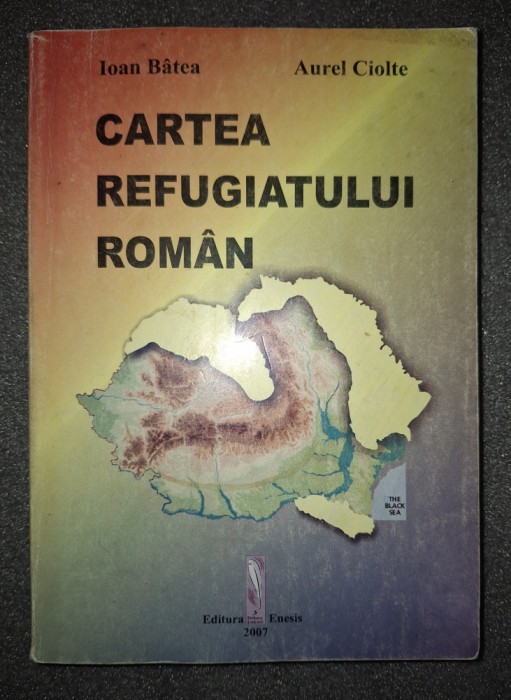 Ioan Bâtea Aurel Ciolte
CARTEA
REFUGIATULUI
ROMÂN
THE
BLACK
SEA
Editura Enesis
2007